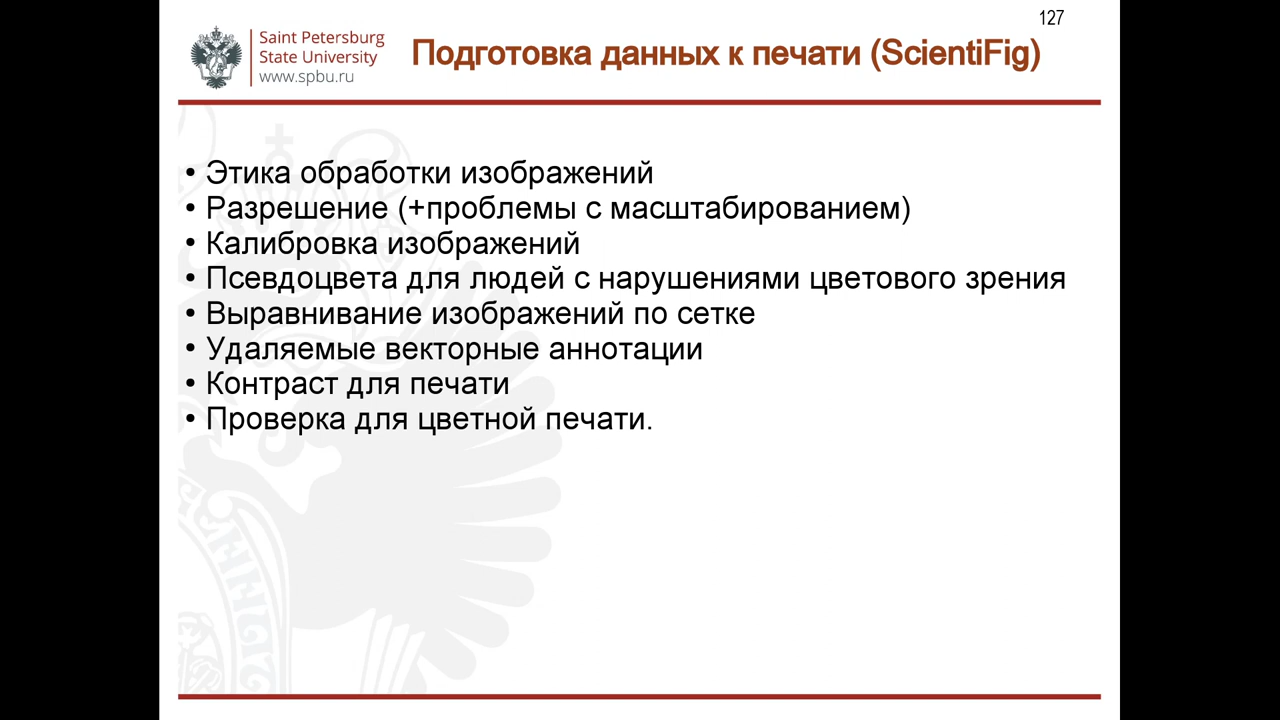 127
Saint Petersburg
State University
www.spbu.ru
Подготовка данных к печати (ScientiFig)
• Этика обработки изображений
• Разрешение (+проблемы с масштабированием)
• Калибровка изображений
• Псевдоцвета для людей с нарушениями цветового зрения
• Выравнивание изображений по сетке
• Удаляемые векторные аннотации
• Контраст для печати
• Проверка для цветной печати.